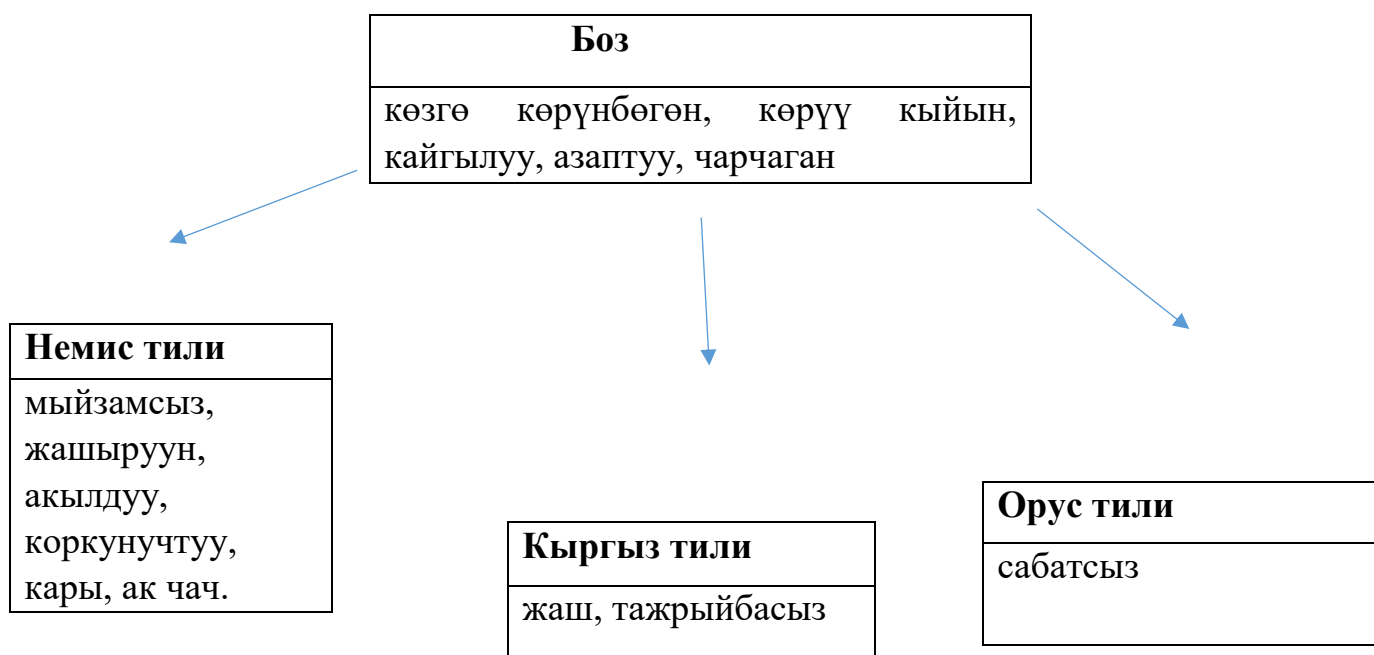 Боз
көзгө көрүнбөгөн, көрүү кыйын,
кайгылуу, азаптуу, чарчаган
Немис тили
мыйзамсыз,
жашыруун,
акылдуу,
коркунучтуу,
кары, ак чач.
Кыргыз тили
жаш, тажрыйбасыз
Орус тили
сабатсыз